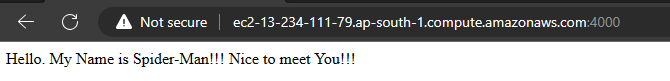 Not secure ec2-13-234-111-79.ap-south-1.compute.amazonaws.com:4000
Hello. My Name is Spider-Man!!! Nice to meet You!!!